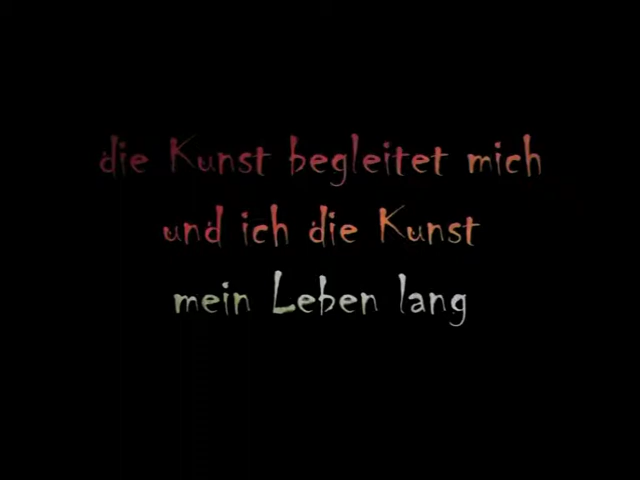 die Kunst begleitet mich
und ich die Kunst
mein Leben lang